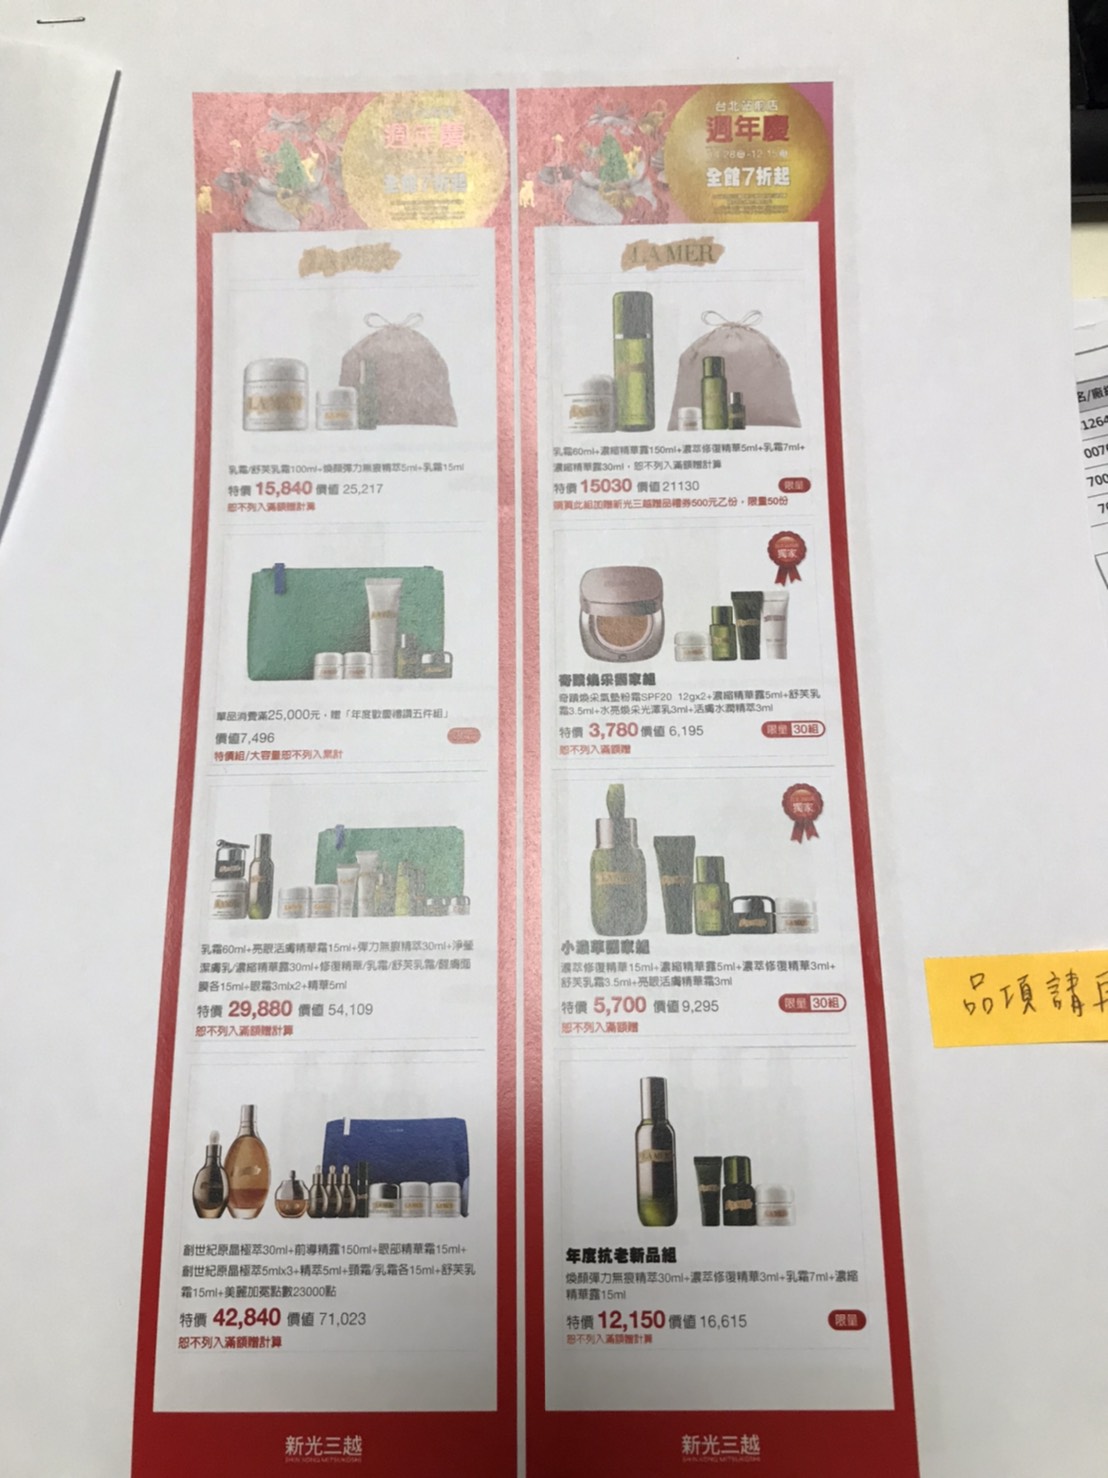 週年慶
全館7折起
LA MER
乳霜/舒芙乳霜100ml+煥顏彈力無痕精萃5ml+乳霜15ml
特價 15,840 價值 25,217
恕不列入滿額贈計算
單品消費滿25,000元，贈「年度歡慶禮讚五件組」
價值7,496
特價組/大容量恕不列入累計
乳霜60ml+亮眼活膚精華霜15ml+彈力無痕精萃30ml+淨瑩
潔膚乳/濃縮精華露30ml+修復精華/乳霜/舒芙乳霜/醒膚面
膜各15ml+眼霜3mlx2+精華5ml
特價 29,880 價值 54,109
恕不列入滿額贈計算
創世紀原晶極萃30ml+前導精露150ml+眼部精華霜15ml+
創世紀原晶極萃5mlx3+精萃5ml+頸霜/乳霜各15ml+舒芙乳
霜15ml+美麗加冕點數23000點
特價 42,840 價值 71,023
恕不列入滿額贈計算
新光三越
SHIN KONG MITSUKOSHI
台北站前店
週年慶
全館7折起
LA MER
乳霜60ml+濃縮精華露150ml+濃萃修復精華5ml+乳霜7ml+
濃縮精華露30ml，恕不列入滿額贈計算
特價 15030 價值 21130 限量
購買此組加贈新光三越贈品禮券500元乙份，限量50份
獨家
奇蹟煥采獨家組
奇蹟煥采氣墊粉霜SPF20 12gx2+濃縮精華露5ml+舒芙乳
霜3.5ml+水亮煥采光澤乳3ml+活膚水潤精萃3ml
特價 3,780 價值 6,195 限量 30組
恕不列入滿額贈
獨家
小濃萃獨家組
濃萃修復精華15ml+濃縮精華露5ml+濃萃修復精華3ml+
舒芙乳霜3.5ml+亮眼活膚精華霜3ml
特價 5,700 價值 9,295 限量 30組
恕不列入滿額贈
年度抗老新品組
煥顏彈力無痕精萃30ml+濃萃修復精華3ml+乳霜7ml+濃縮
精華露15ml
特價 12,150 價值 16,615 限量
恕不列入滿額贈計算
新光三越
SHIN KONG MITSUKOSHI
品項請
1264
007
700